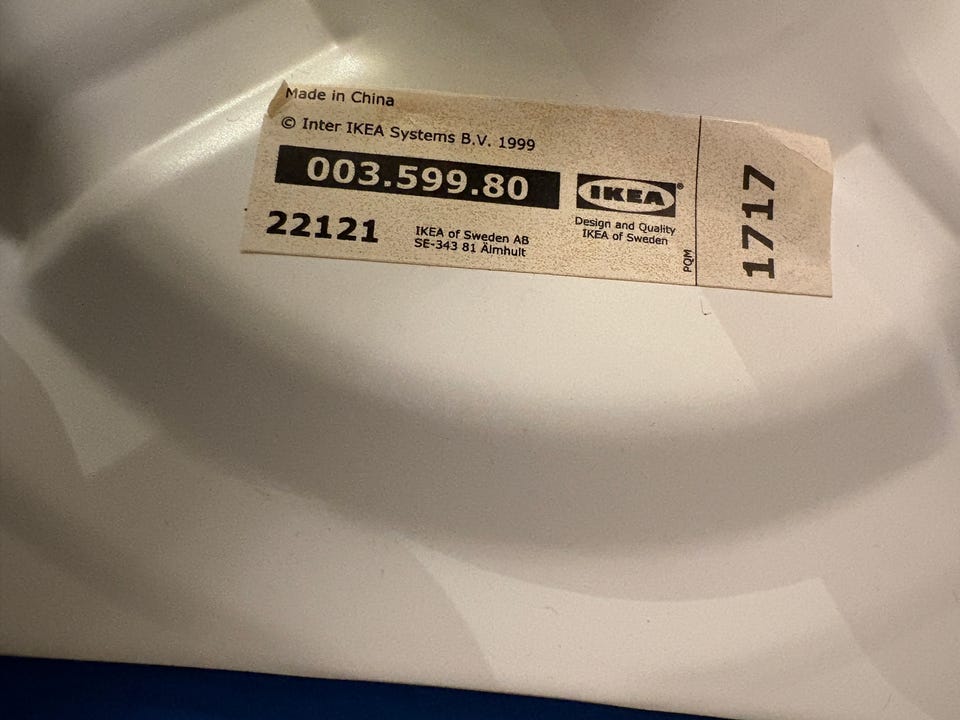 Made in China
© Inter IKEA Systems B.V. 1999
003.599.80
22121
IKEA of Sweden AB
SE-343 81 Älmhult
IKEA®
Design and Quality
IKEA of Sweden
PQM
1717